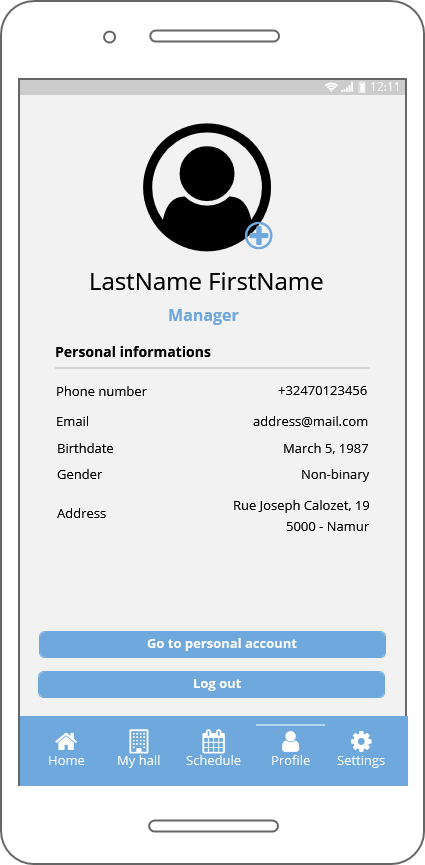 12:11
LastName FirstName
Manager
Personal informations
Phone number +32470123456
Email address@mail.com
Birthdate March 5, 1987
Gender Non-binary
Address Rue Joseph Calozet, 19
5000 - Namur
Go to personal account
Log out
Home My hall Schedule Profile Settings